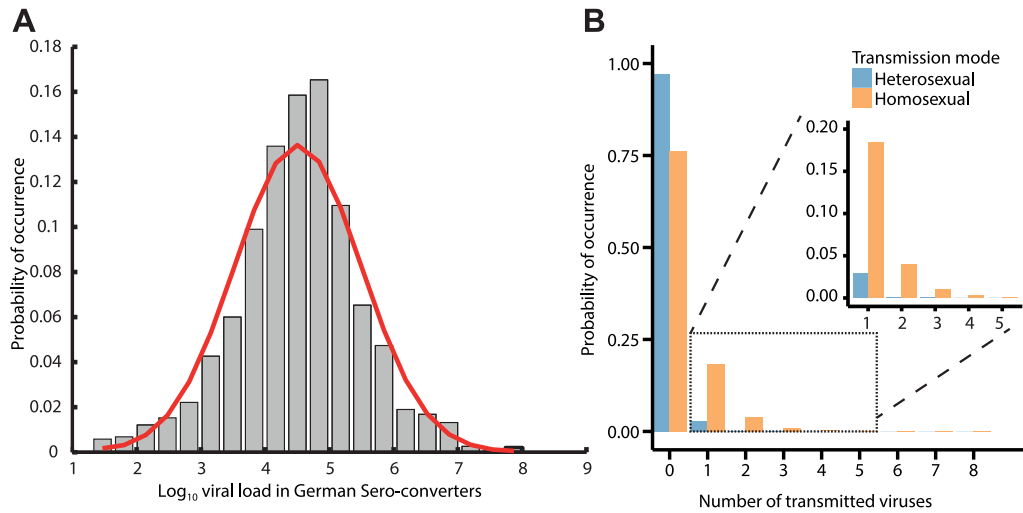 A
0.18
0.16
0.14
0.12
0.1
0.08
0.06
0.04
0.02
0
Probability of occurrence
1 2 3 4 5 6 7 8 9
Log₁₀ viral load in German Sero-converters
B
1.00
0.75
0.50
0.25
0.00
Probability of occurrence
Transmission mode
Heterosexual
Homosexual
0.20
0.15
0.10
0.05
0.00
Probability of occurrence
1 2 3 4 5
0 1 2 3 4 5 6 7 8
Number of transmitted viruses